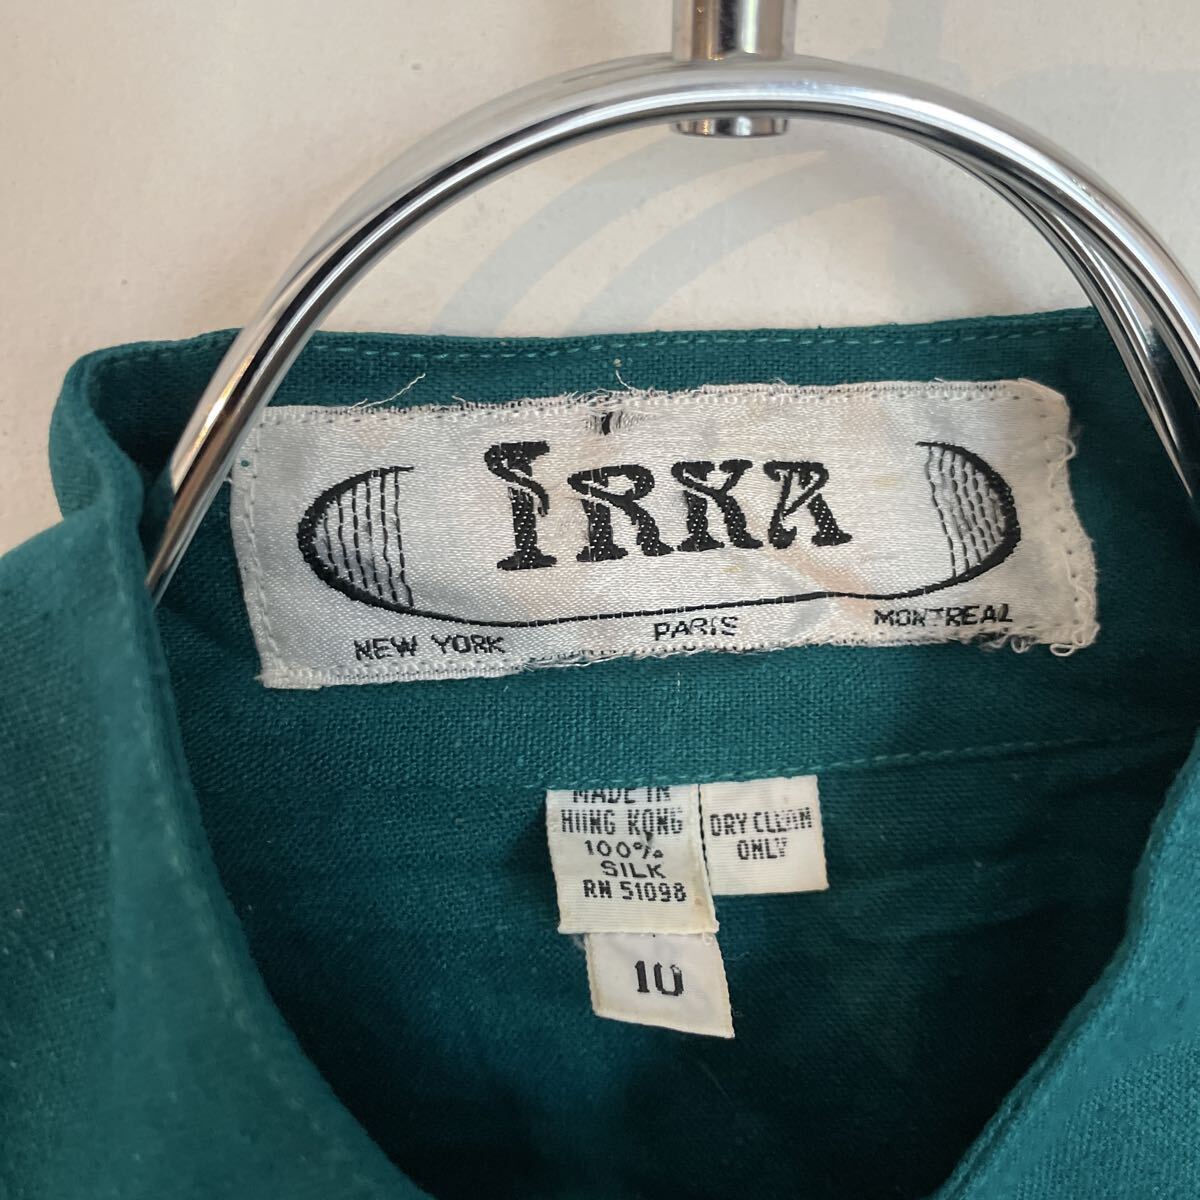 IRKA
NEW YORK PARIS MONTREAL
MADE IN
HONG KONG
100%
SILK
RN 51098
DRY CLEAN
ONLY
10